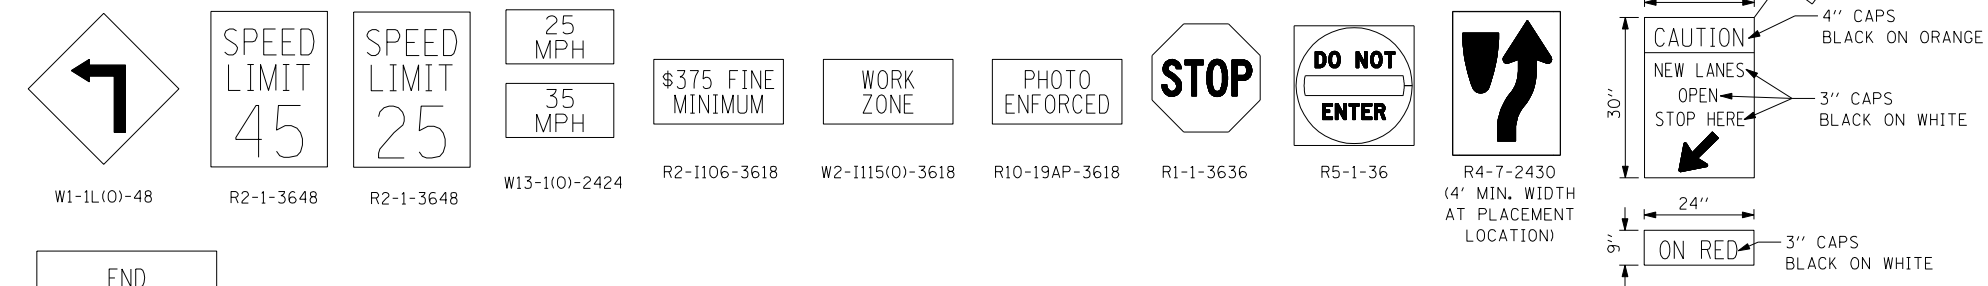 SPEED
LIMIT
45
SPEED
LIMIT
25
25
MPH
35
MPH
$375 FINE
MINIMUM
WORK
ZONE
PHOTO
ENFORCED
STOP
DO NOT
ENTER
CAUTION
NEW LANES
OPEN
STOP HERE
30"
4" CAPS
BLACK ON ORANGE
3" CAPS
BLACK ON WHITE
W1-1L(O)-48
R2-1-3648
R2-1-3648
W13-1(O)-2424
R2-I106-3618
W2-I115(O)-3618
R10-19AP-3618
R1-1-3636
R5-1-36
R4-7-2430
(4' MIN. WIDTH
AT PLACEMENT
LOCATION)
24"
9"
ON RED
3" CAPS
BLACK ON WHITE
END